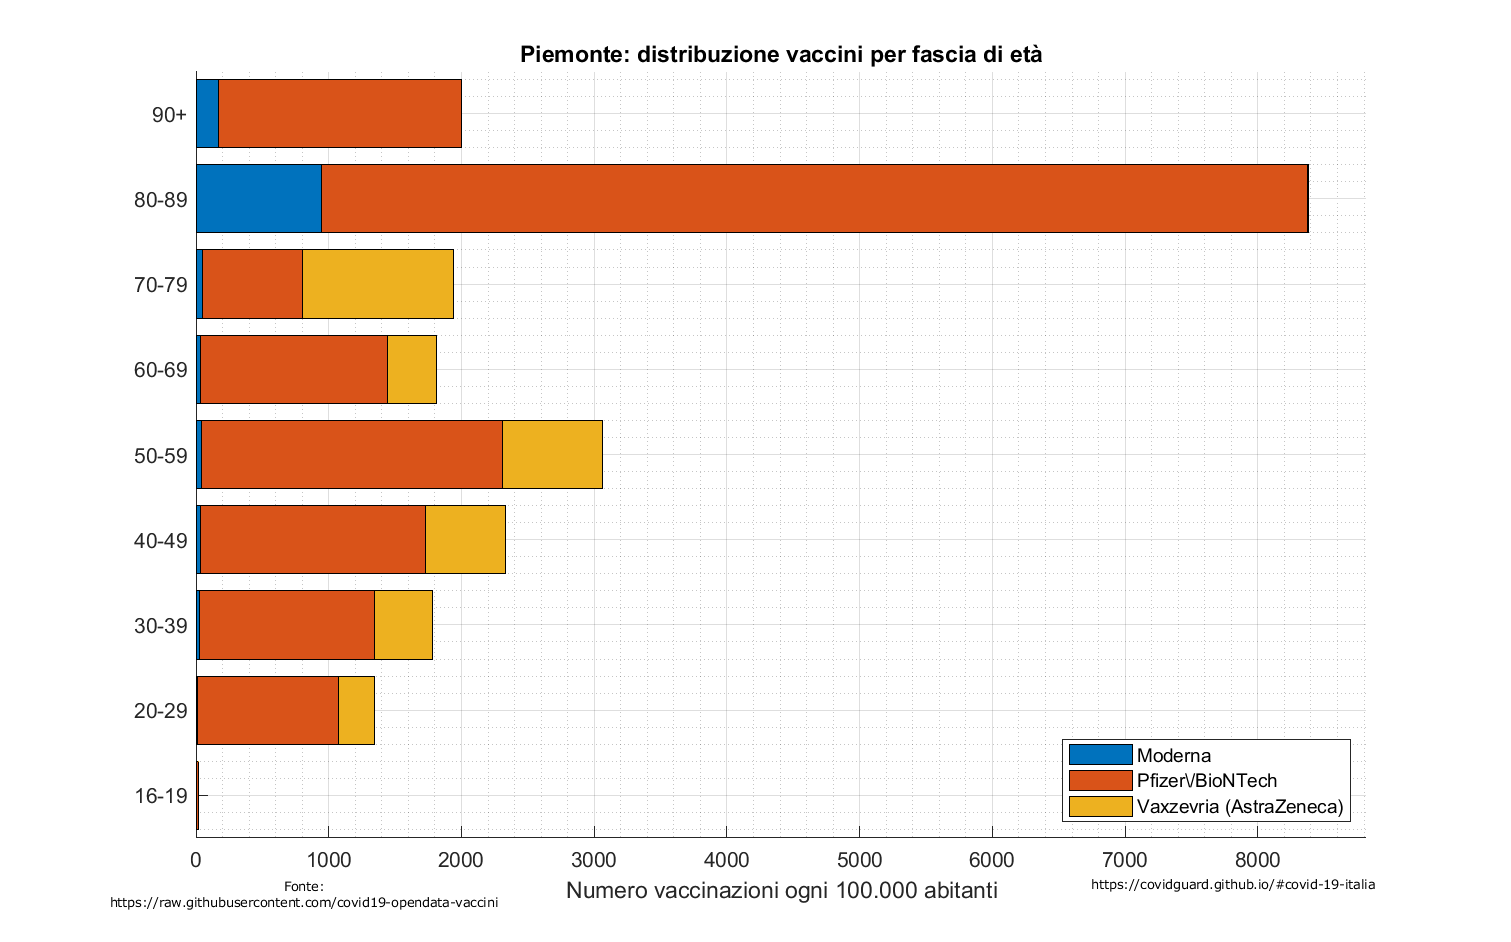 Piemonte: distribuzione vaccini per fascia di età
90+
80-89
70-79
60-69
50-59
40-49
30-39
20-29
16-19
Moderna
Pfizer\/BioNTech
Vaxzevria (AstraZeneca)
0 1000 2000 3000 4000 5000 6000 7000 8000
Numero vaccinazioni ogni 100.000 abitanti
Fonte:
https://raw.githubusercontent.com/covid19-opendata-vaccini
https://covidguard.github.io/#covid-19-italia